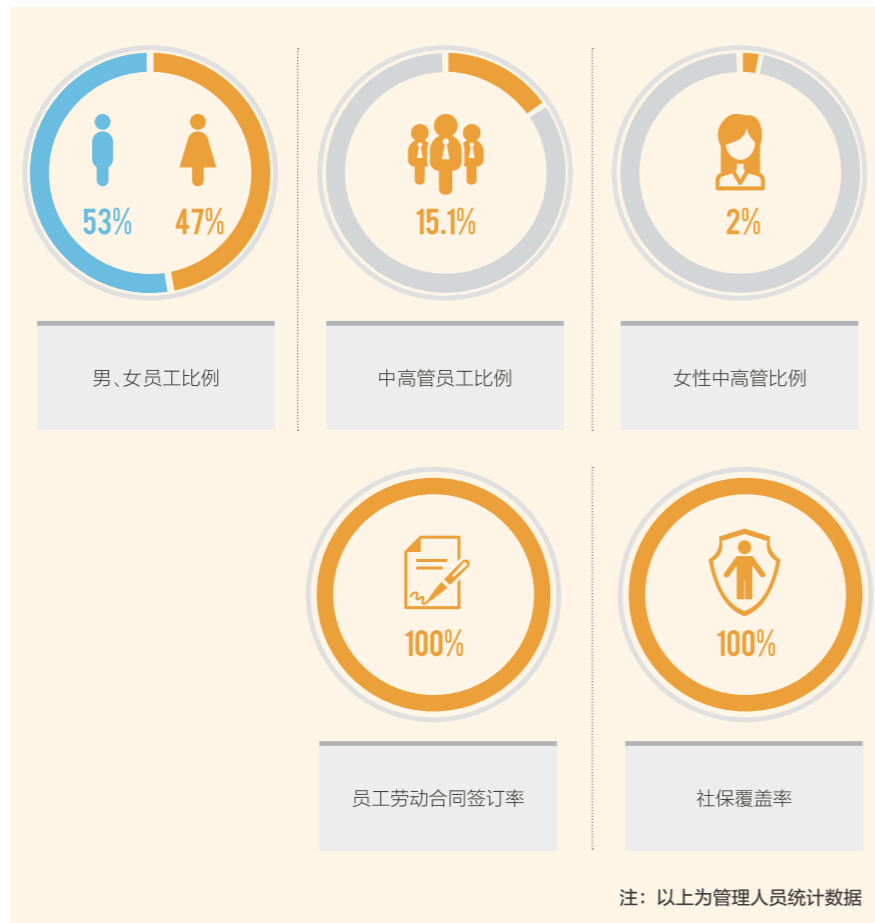 53% 47%
15.1%
2%
男、女员工比例
中高管员工比例
女性中高管比例
100%
100%
员工劳动合同签订率
社保覆盖率
注：以上为管理人员统计数据